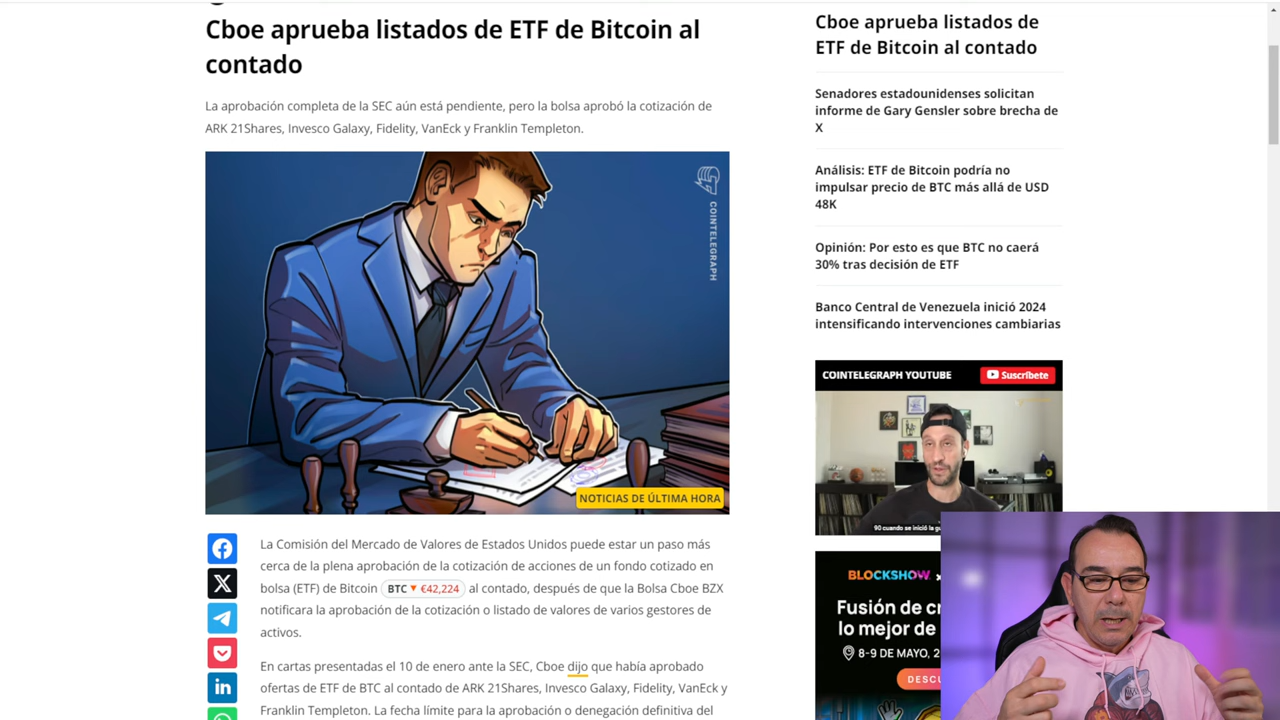 Cboe aprueba listados de ETF de Bitcoin al
contado
La aprobación completa de la SEC aún está pendiente, pero la bolsa aprobó la cotización de
ARK 21Shares, Invesco Galaxy, Fidelity, VanEck y Franklin Templeton.
COINTELEGRAPH
NOTICIAS DE ÚLTIMA HORA
La Comisión del Mercado de Valores de Estados Unidos puede estar un paso más
cerca de la plena aprobación de la cotización de acciones de un fondo cotizado en
bolsa (ETF) de Bitcoin BTC ▼ €42,224 al contado, después de que la Bolsa Cboe BZX
notificara la aprobación de la cotización o listado de valores de varios gestores de
activos.
En cartas presentadas el 10 de enero ante la SEC, Cboe dijo que había aprobado
ofertas de ETF de BTC al contado de ARK 21Shares, Invesco Galaxy, Fidelity, VanEck y
Franklin Templeton. La fecha límite para la aprobación o denegación definitiva del
Cboe aprueba listados de
ETF de Bitcoin al contado
Senadores estadounidenses solicitan
informe de Gary Gensler sobre brecha de
X
Análisis: ETF de Bitcoin podría no
impulsar precio de BTC más allá de USD
48K
Opinión: Por esto es que BTC no caerá
30% tras decisión de ETF
Banco Central de Venezuela inició 2024
intensificando intervenciones cambiarias
COINTELEGRAPH YOUTUBE
Suscríbete
90 cuando se inició la
BLOCKSHOW
Fusión de
lo mejor de
8-9 DE MAYO,